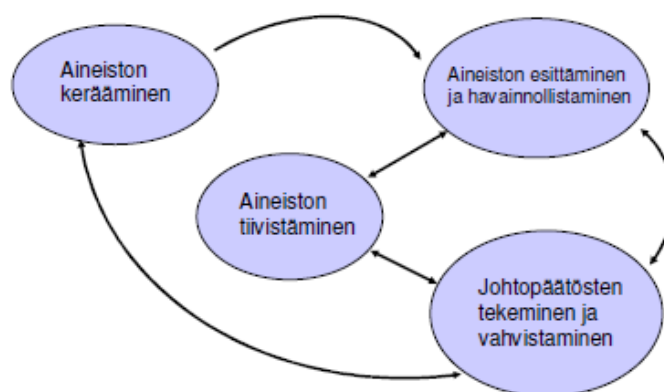 Aineiston
kerääminen
Aineiston esittäminen
ja havainnollistaminen
Aineiston
tiivistäminen
Johtopäätösten
tekeminen ja
vahvistaminen